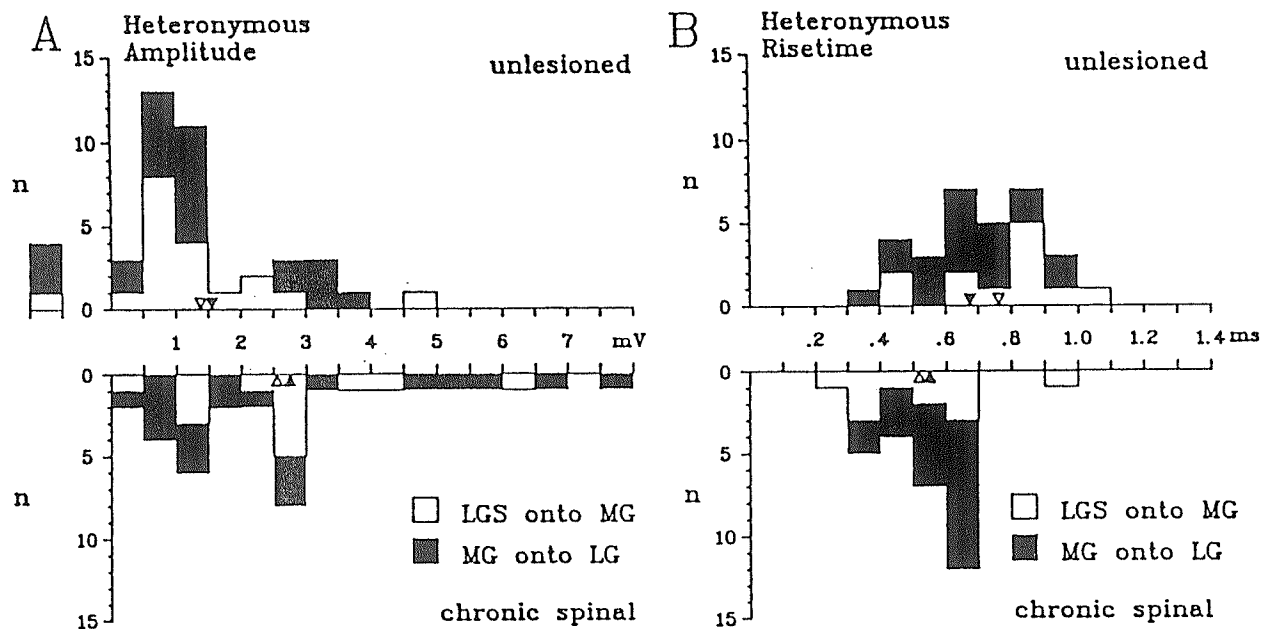 A
Heteronymous
Amplitude
unlesioned
15
10
5
0
n
1 2 3 4 5 6 7 mV
0
5
10
15
n
LGS onto MG
MG onto LG
chronic spinal
B
Heteronymous
Risetime
unlesioned
15
10
5
0
n
.2 .4 .6 .8 1.0 1.2 1.4 ms
0
5
10
15
n
LGS onto MG
MG onto LG
chronic spinal